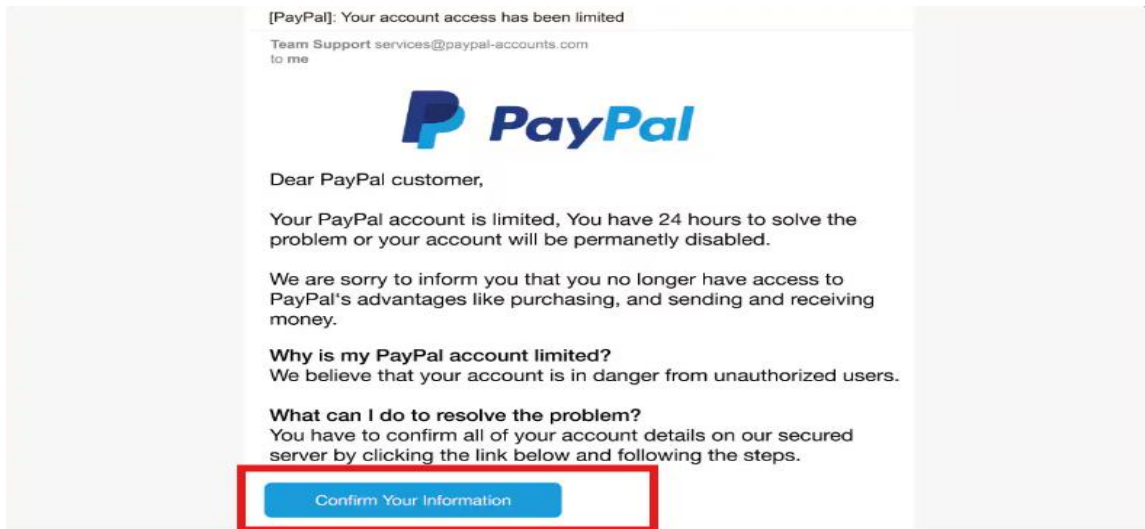 [PayPal]: Your account access has been limited
Team Support services@paypal-accounts.com
to me
PayPal
Dear PayPal customer,
Your PayPal account is limited, You have 24 hours to solve the
problem or your account will be permanetly disabled.
We are sorry to inform you that you no longer have access to
PayPal's advantages like purchasing, and sending and receiving
money.
Why is my PayPal account limited?
We believe that your account is in danger from unauthorized users.
What can I do to resolve the problem?
You have to confirm all of your account details on our secured
server by clicking the link below and following the steps.
Confirm Your Information